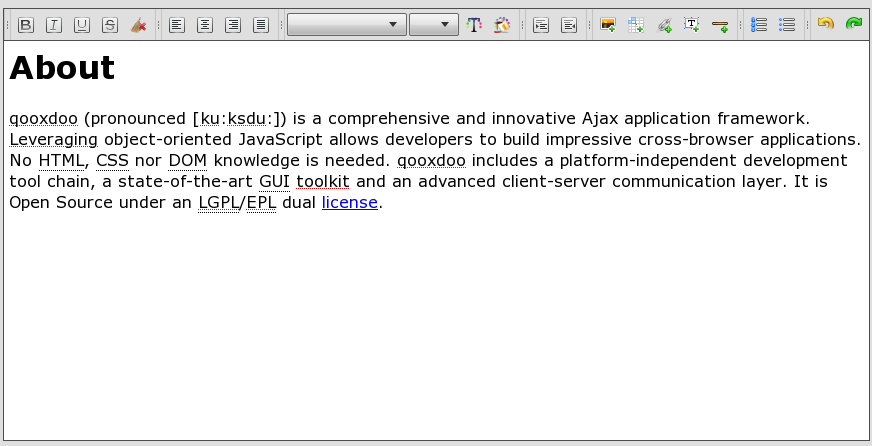 About
qooxdoo (pronounced [ku:ksdu:]) is a comprehensive and innovative Ajax application framework.
Leveraging object-oriented JavaScript allows developers to build impressive cross-browser applications.
No HTML, CSS nor DOM knowledge is needed. qooxdoo includes a platform-independent development
tool chain, a state-of-the-art GUI toolkit and an advanced client-server communication layer. It is
Open Source under an LGPL/EPL dual license.